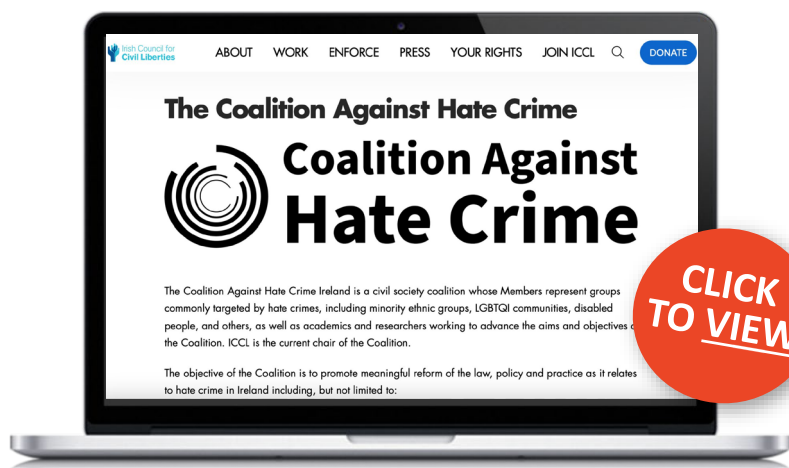 Irish Council for
Civil Liberties
ABOUT WORK ENFORCE PRESS YOUR RIGHTS JOIN ICCL DONATE
The Coalition Against Hate Crime
Coalition Against
Hate Crime
The Coalition Against Hate Crime Ireland is a civil society coalition whose Members represent groups
commonly targeted by hate crimes, including minority ethnic groups, LGBTQI communities, disabled
people, and others, as well as academics and researchers working to advance the aims and objectives
the Coalition. ICCL is the current chair of the Coalition.
The objective of the Coalition is to promote meaningful reform of the law, policy and practice as it relates
to hate crime in Ireland including, but not limited to:
CLICK
TO VIEW